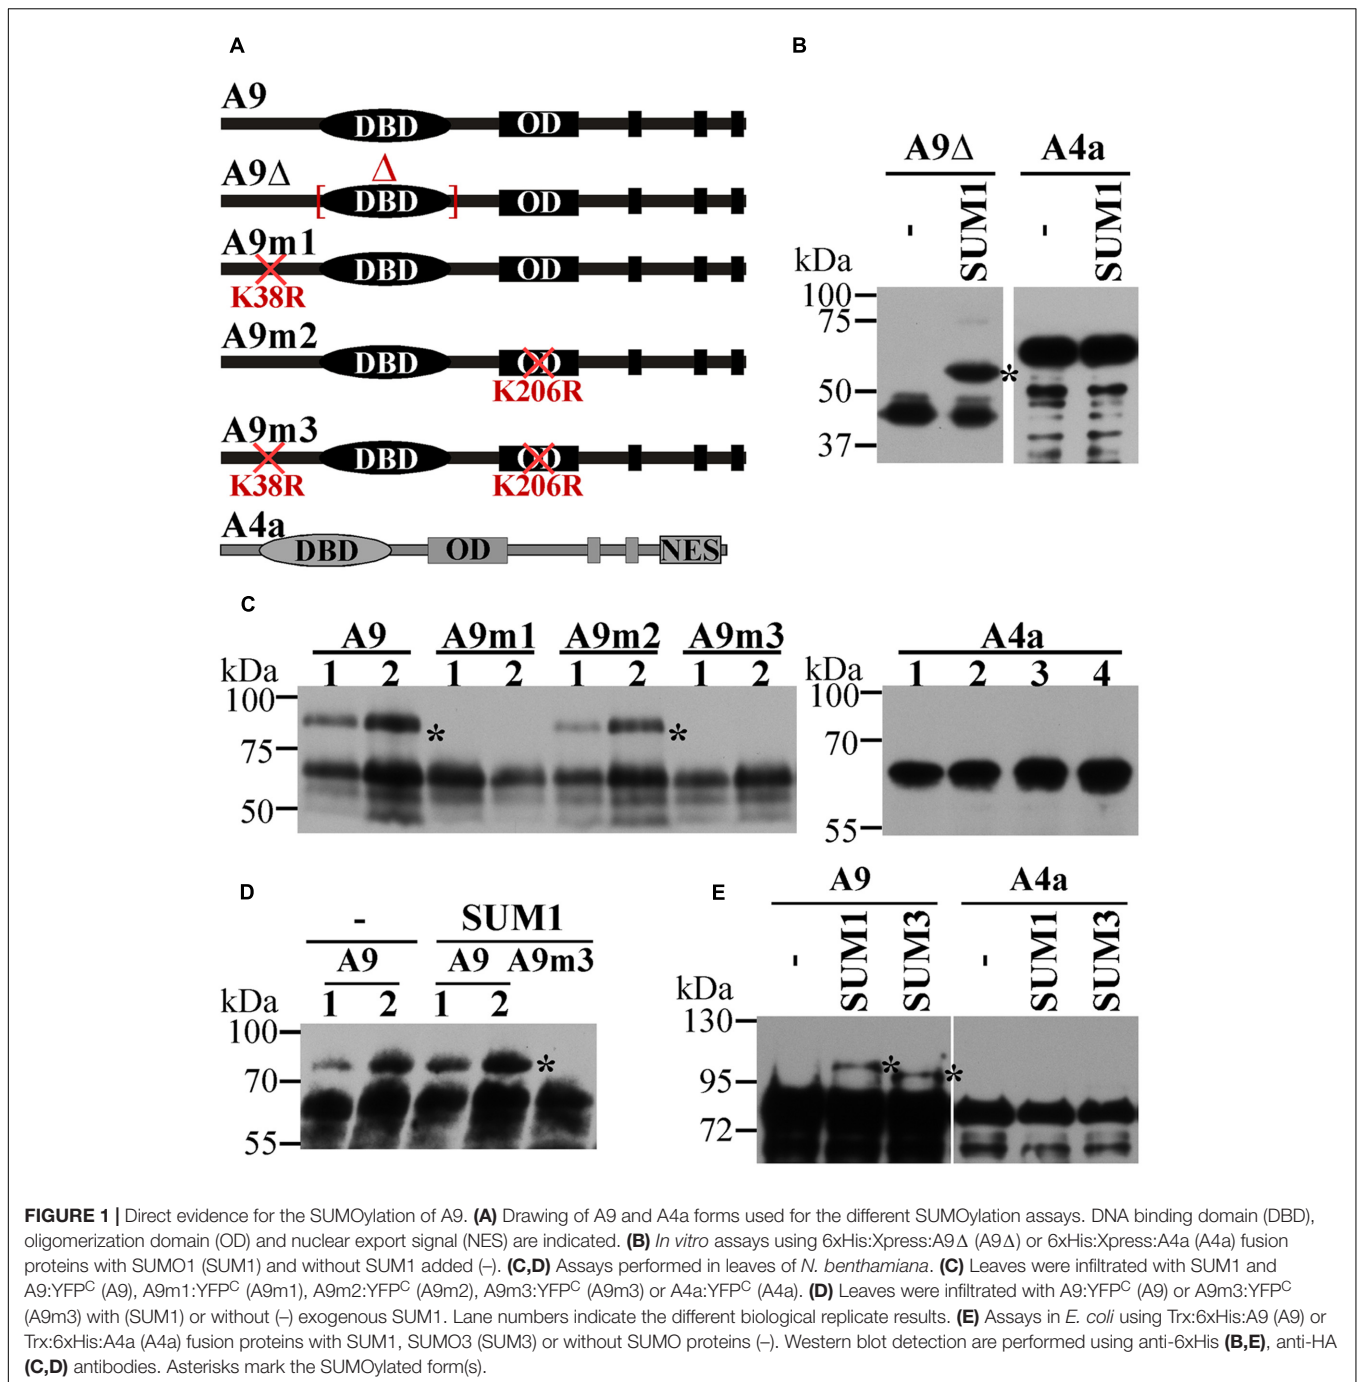 A
A9
DBD
OD
A9Δ
Δ
[ DBD ]
OD
A9m1
DBD
OD
K38R
A9m2
DBD
OD
K206R
A9m3
DBD
OD
K38R
K206R
A4a
DBD
OD
NES
B
A9Δ
A4a
-
SUM1
-
SUM1
kDa
100
75
50
37
*
C
A9
A9m1
A9m2
A9m3
kDa
1 2 1 2 1 2 1 2
100
75
50
*
*
A4a
1 2 3 4
100
70
55
D
- SUM1
A9 A9 A9m3
kDa
1 2 1 2
100
70
55
*
E
A9
A4a
- SUM1 SUM3 - SUM1 SUM3
kDa
130
95
72
*
*
FIGURE 1 | Direct evidence for the SUMOylation of A9. (A) Drawing of A9 and A4a forms used for the different SUMOylation assays. DNA binding domain (DBD),
oligomerization domain (OD) and nuclear export signal (NES) are indicated. (B) In vitro assays using 6xHis:Xpress:A9Δ (A9Δ) or 6xHis:Xpress:A4a (A4a) fusion
proteins with SUMO1 (SUM1) and without SUM1 added (–). (C,D) Assays performed in leaves of N. benthamiana. (C) Leaves were infiltrated with SUM1 and
A9:YFPᶜ (A9), A9m1:YFPᶜ (A9m1), A9m2:YFPᶜ (A9m2), A9m3:YFPᶜ (A9m3) or A4a:YFPᶜ (A4a). (D) Leaves were infiltrated with A9:YFPᶜ (A9) or A9m3:YFPᶜ
(A9m3) with (SUM1) or without (–) exogenous SUM1. Lane numbers indicate the different biological replicate results. (E) Assays in E. coli using Trx:6xHis:A9 (A9) or
Trx:6xHis:A4a (A4a) fusion proteins with SUM1, SUMO3 (SUM3) or without SUMO proteins (–). Western blot detection are performed using anti-6xHis (B,E), anti-HA
(C,D) antibodies. Asterisks mark the SUMOylated form(s).